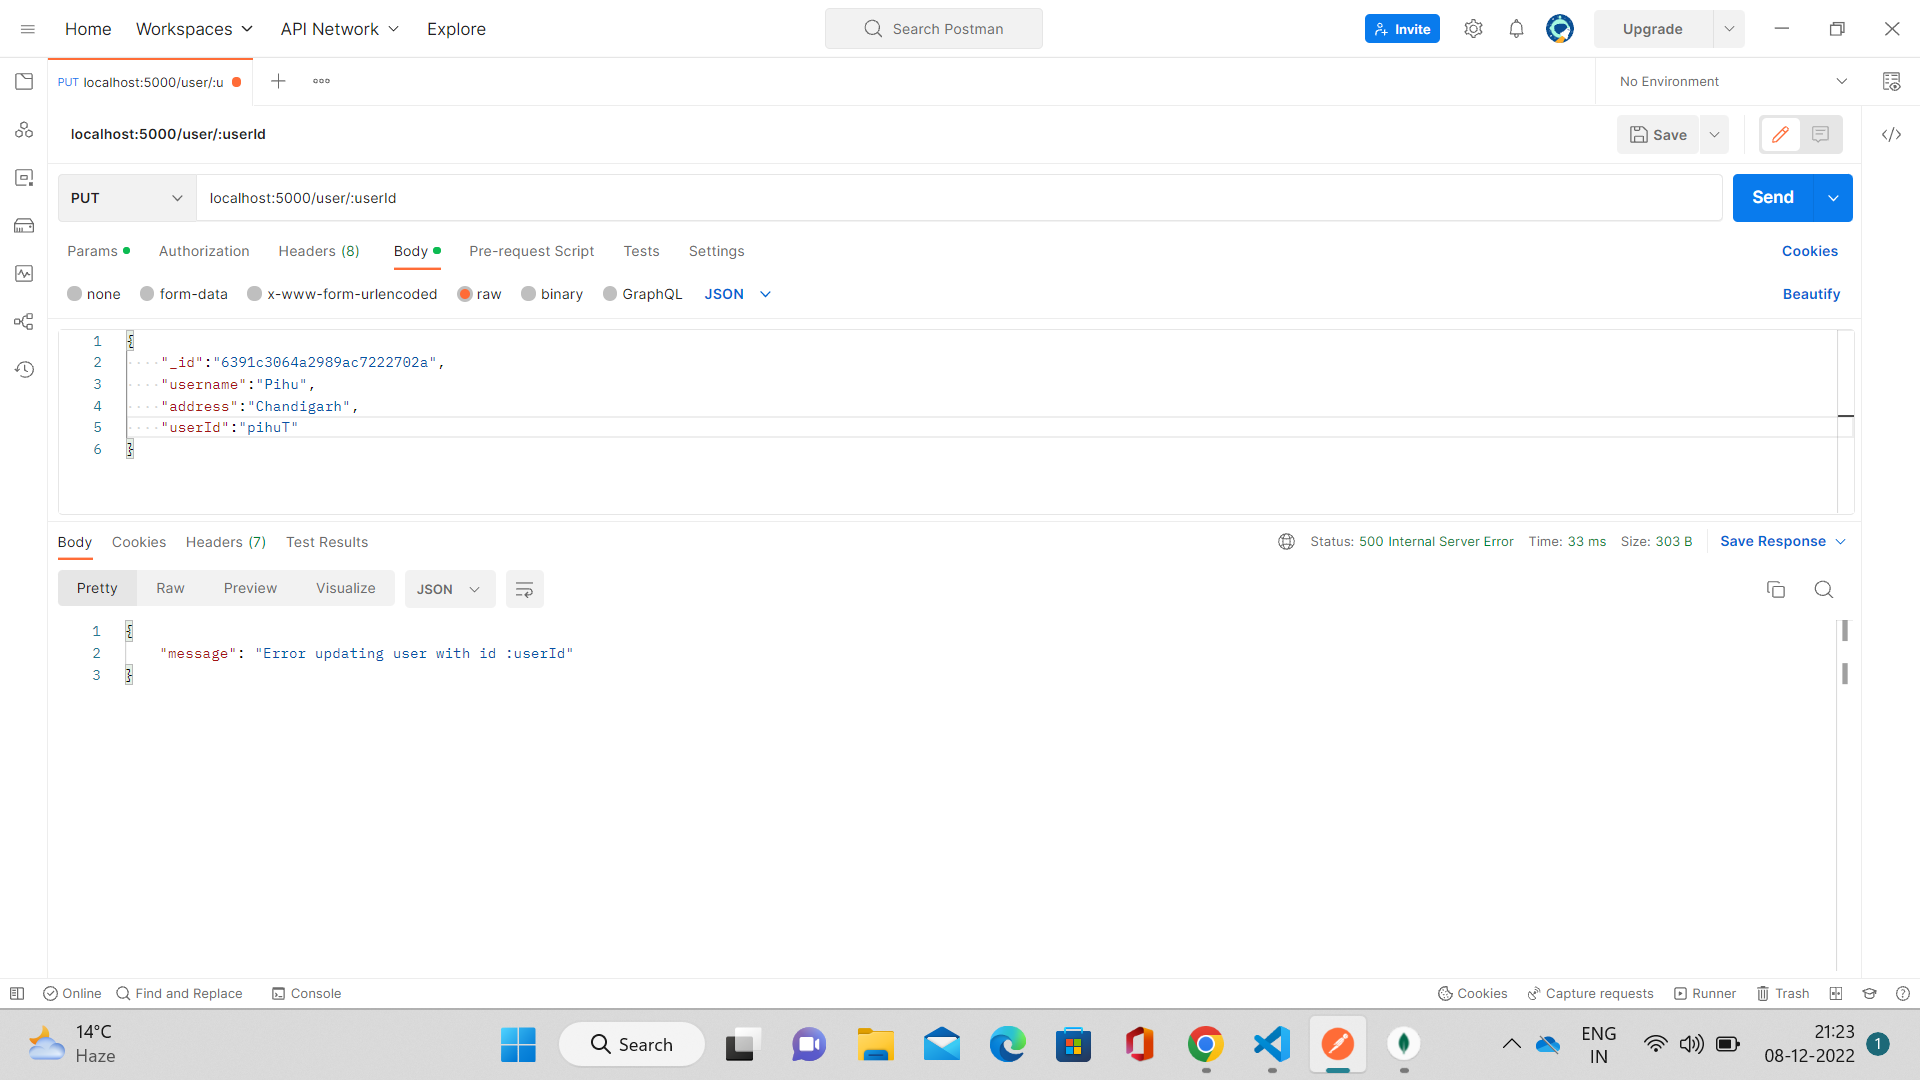 Home Workspaces API Network Explore Search Postman Invite Upgrade
PUT localhost:5000/user/:u No Environment
localhost:5000/user/:userId Save
PUT localhost:5000/user/:userId Send
Params Authorization Headers (8) Body Pre-request Script Tests Settings Cookies
none form-data x-www-form-urlencoded raw binary GraphQL JSON Beautify
1 {
2 "_id":"6391c3064a2989ac7222702a",
3 "username":"Pihu",
4 "address":"Chandigarh",
5 "userId":"pihuT"
6 }
Body Cookies Headers (7) Test Results Status: 500 Internal Server Error Time: 33 ms Size: 303 B Save Response
Pretty Raw Preview Visualize JSON
1 {
2 "message": "Error updating user with id :userId"
3 }
Online Find and Replace Console Cookies Capture requests Runner Trash
14°C
Haze
Search
ENG
IN
21:23
08-12-2022
1